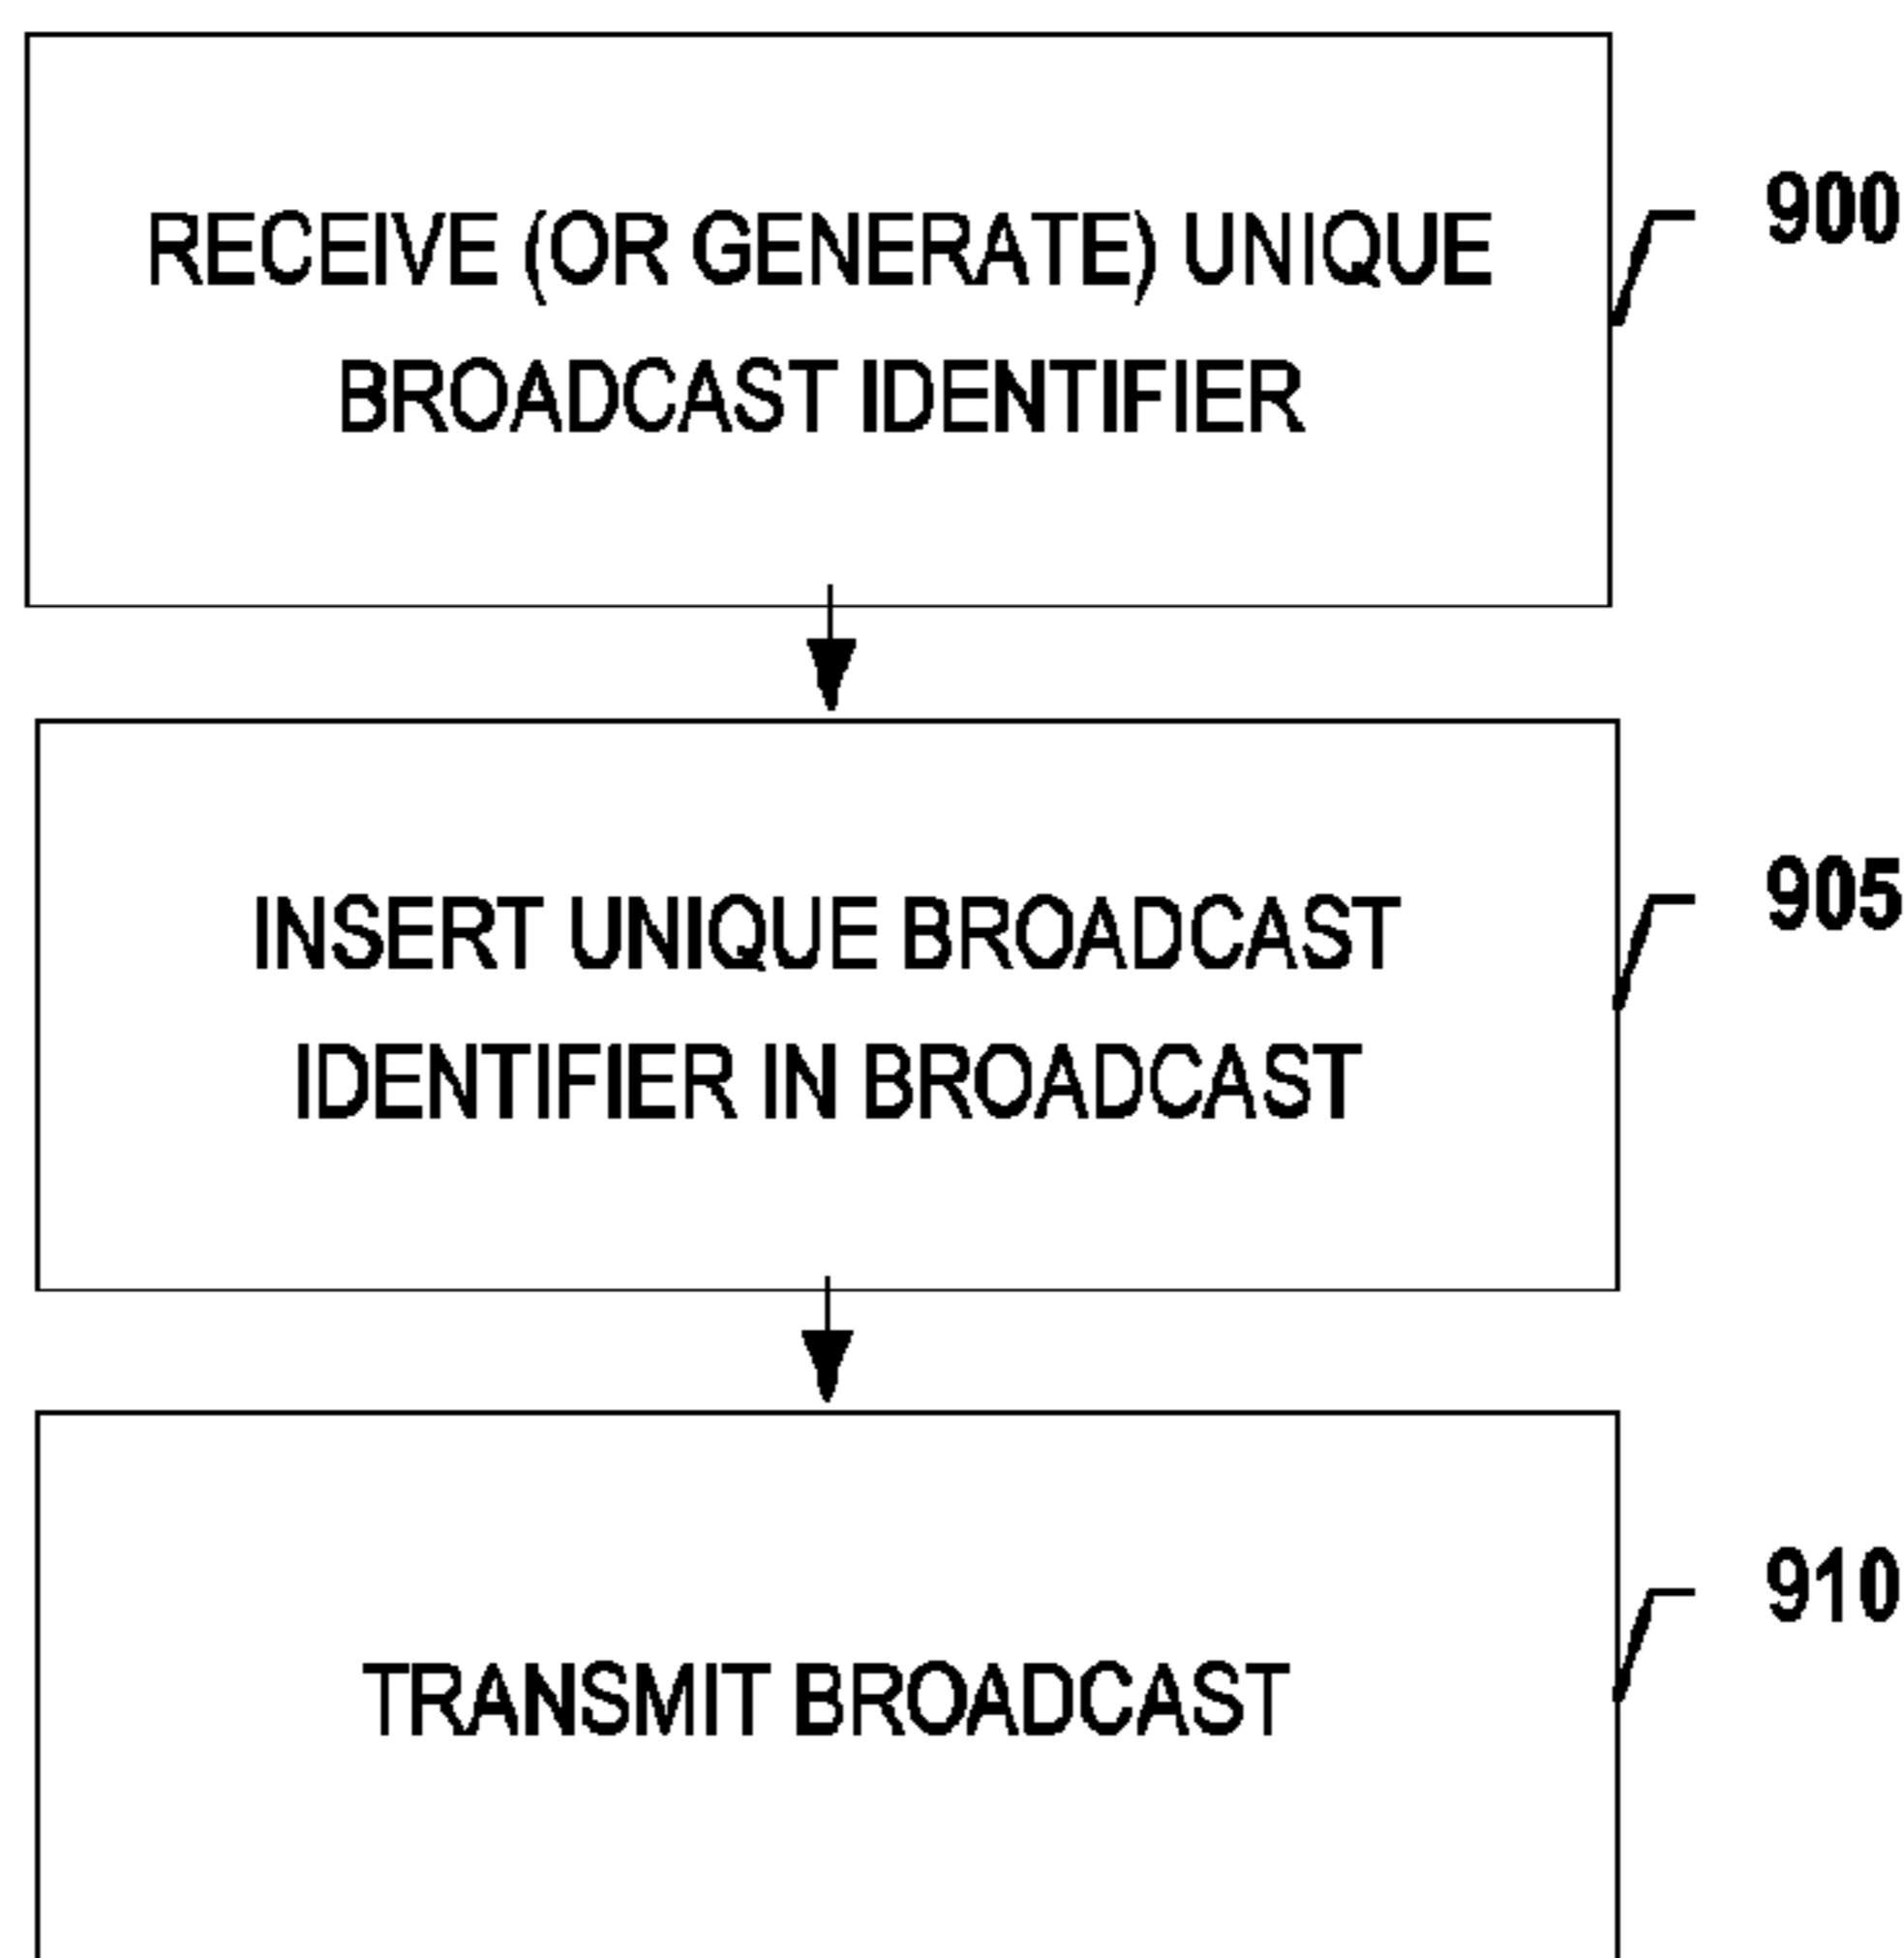 RECEIVE (OR GENERATE) UNIQUE
BROADCAST IDENTIFIER
900
INSERT UNIQUE BROADCAST
IDENTIFIER IN BROADCAST
905
TRANSMIT BROADCAST
910